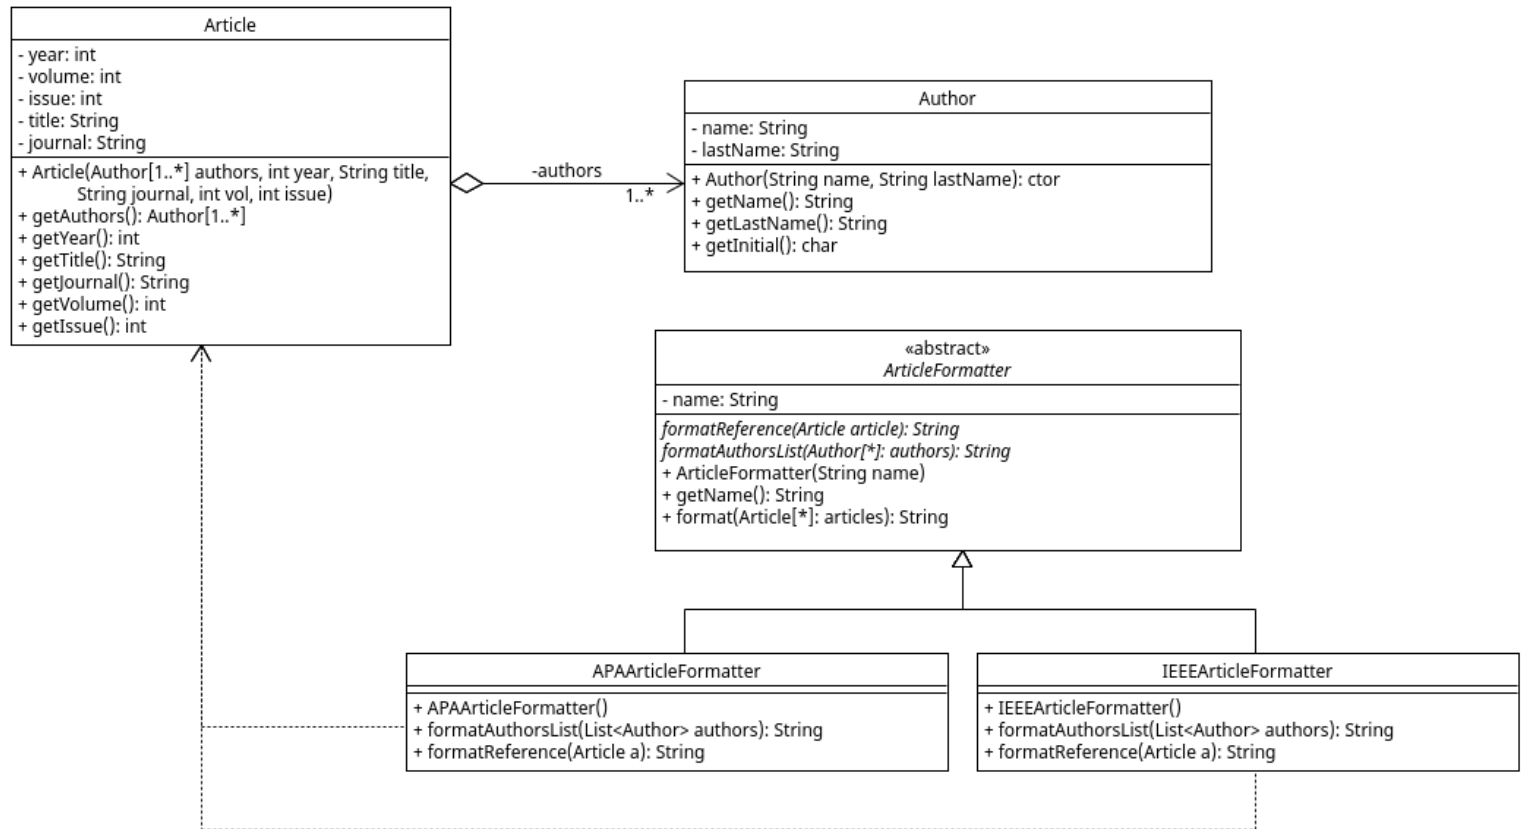 Article
- year: int
- volume: int
- issue: int
- title: String
- journal: String
+ Article(Author[1..*] authors, int year, String title,
String journal, int vol, int issue)
+ getAuthors(): Author[1..*]
+ getYear(): int
+ getTitle(): String
+ getJournal(): String
+ getVolume(): int
+ getIssue(): int
-authors
1..*
Author
- name: String
- lastName: String
+ Author(String name, String lastName): ctor
+ getName(): String
+ getLastName(): String
+ getInitial(): char
«abstract»
ArticleFormatter
- name: String
formatReference(Article article): String
formatAuthorsList(Author[*]: authors): String
+ ArticleFormatter(String name)
+ getName(): String
+ format(Article[*]: articles): String
APAArticleFormatter
+ APAArticleFormatter()
+ formatAuthorsList(List<Author> authors): String
+ formatReference(Article a): String
IEEEArticleFormatter
+ IEEEArticleFormatter()
+ formatAuthorsList(List<Author> authors): String
+ formatReference(Article a): String